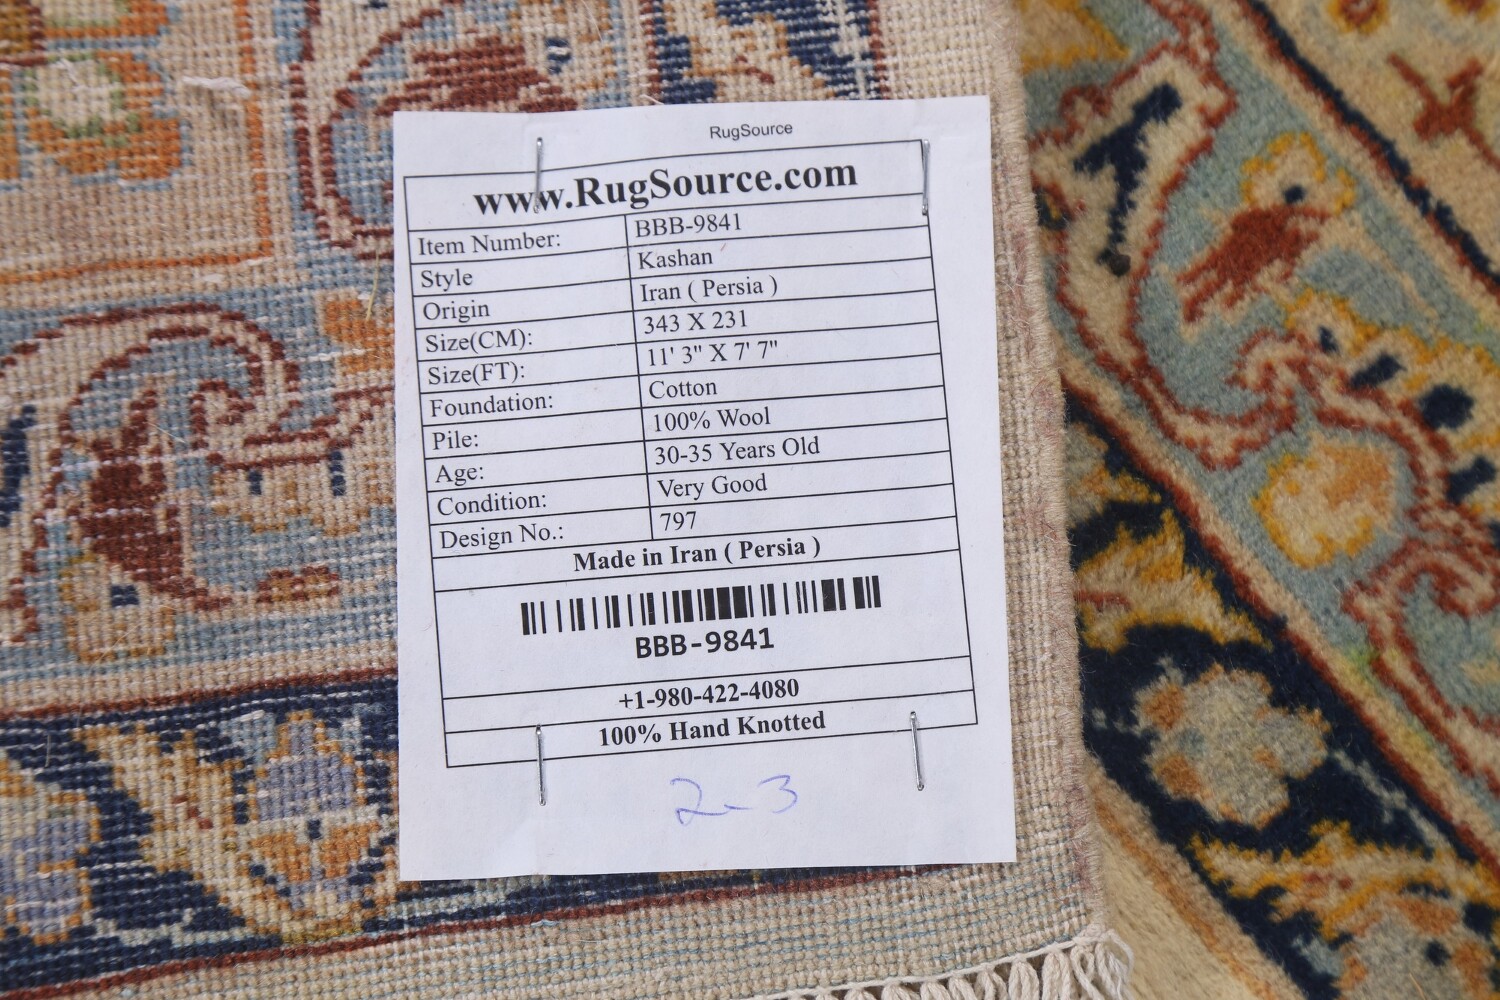 RugSource
www.RugSource.com
Item Number: BBB-9841
Style Kashan
Origin Iran ( Persia )
Size(CM): 343 X 231
Size(FT): 11' 3" X 7' 7"
Foundation: Cotton
Pile: 100% Wool
Age: 30-35 Years Old
Condition: Very Good
Design No.: 797
Made in Iran ( Persia )
BBB-9841
+1-980-422-4080
100% Hand Knotted
2-3